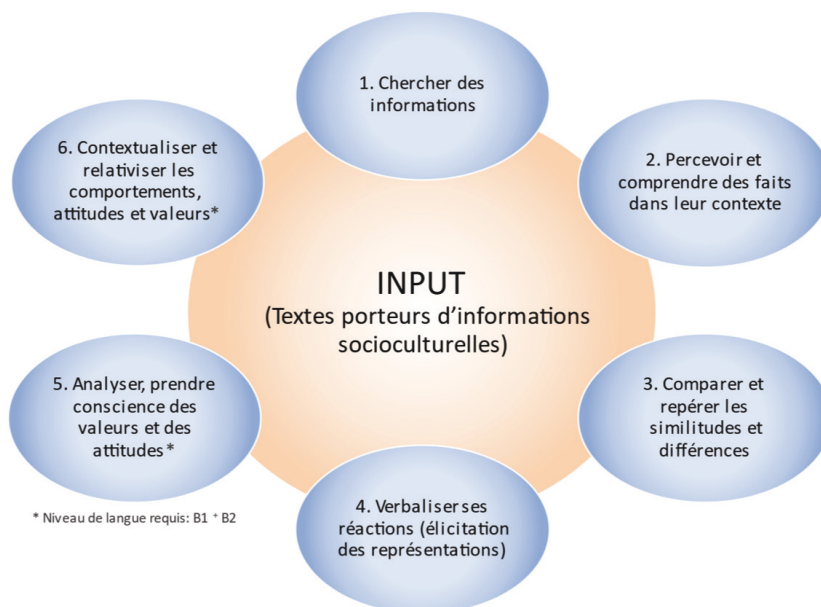 1. Chercher des
informations
2. Percevoir et
comprendre des faits
dans leur contexte
3. Comparer et
repérer les
similitudes et
différences
4. Verbaliser ses
réactions (élicitation
des représentations)
5. Analyser, prendre
conscience des
valeurs et des
attitudes*
6. Contextualiser et
relativiser les
comportements,
attitudes et valeurs*
INPUT
(Textes porteurs d'informations
socioculturelles)
* Niveau de langue requis: B1 + B2